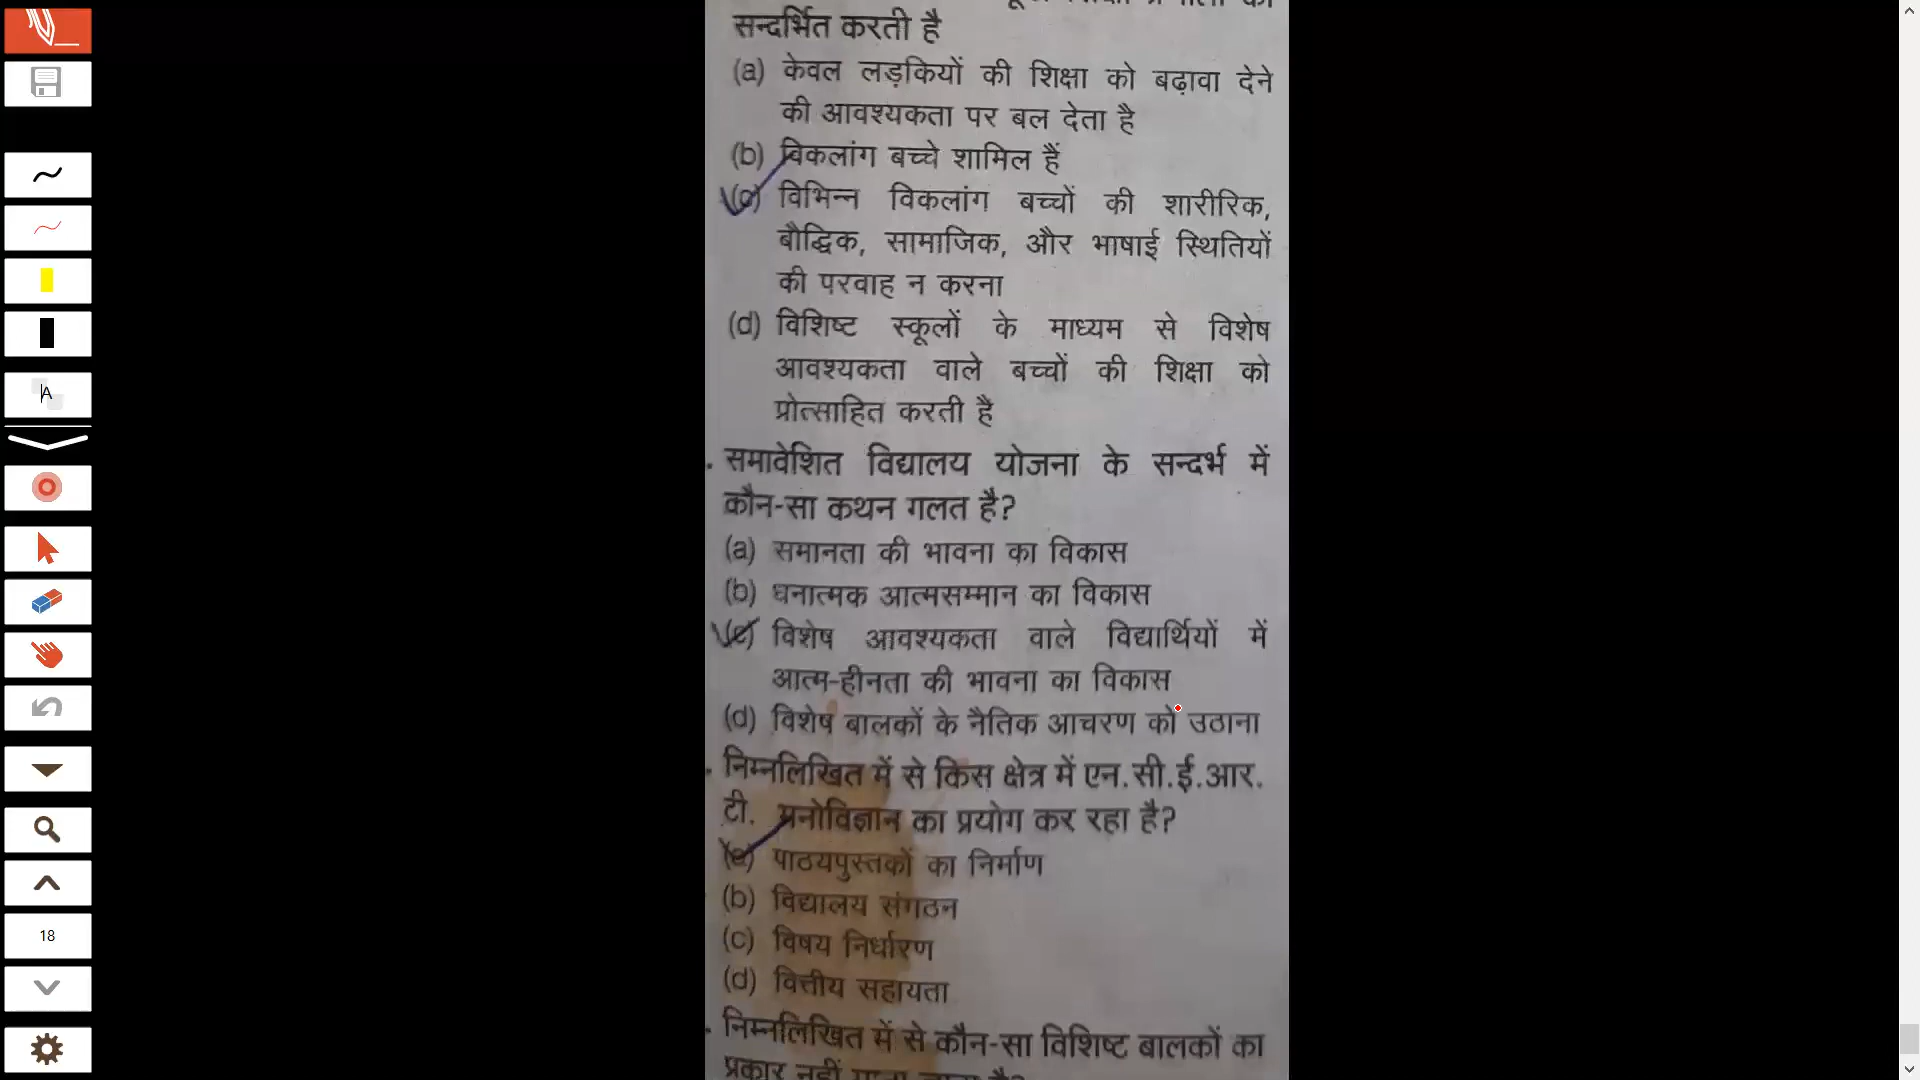 सन्दर्भित करती है
(a) केवल लड़कियों की शिक्षा को बढ़ावा देने
की आवश्यकता पर बल देता है
(b) विकलांग बच्चे शामिल हैं
(c) विभिन्न विकलांग बच्चों की शारीरिक,
बौद्धिक, सामाजिक, और भाषाई स्थितियों
की परवाह न करना
(d) विशिष्ट स्कूलों के माध्यम से विशेष
आवश्यकता वाले बच्चों की शिक्षा को
प्रोत्साहित करती है
. समावेशित विद्यालय योजना के सन्दर्भ में
कौन-सा कथन गलत है?
(a) समानता की भावना का विकास
(b) धनात्मक आत्मसम्मान का विकास
(c) विशेष आवश्यकता वाले विद्यार्थियों में
आत्म-हीनता की भावना का विकास
(d) विशेष बालकों के नैतिक आचरण को उठाना
. निम्नलिखित में से किस क्षेत्र में एन.सी.ई.आर.
टी. मनोविज्ञान का प्रयोग कर रहा है?
(a) पाठयपुस्तकों का निर्माण
(b) विद्यालय संगठन
(c) विषय निर्धारण
(d) वित्तीय सहायता
. निम्नलिखित में से कौन-सा विशिष्ट बालकों का
प्रकार नहीं
A
18